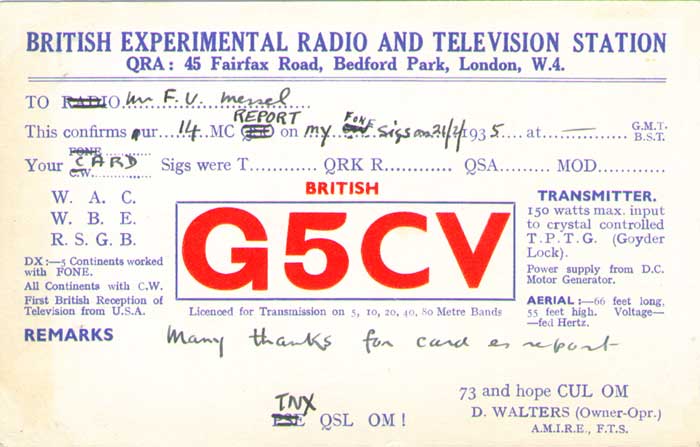 BRITISH EXPERIMENTAL RADIO AND TELEVISION STATION
QRA: 45 Fairfax Road, Bedford Park, London, W.4.
TO RADIO Mr F. V. Messel
This confirms our 14 MC QSO REPORT on my FONE sigs on 21/2/1935 at — G.M.T. B.S.T.
Your FONE C.W. CARD Sigs were T............ QRK R............ QSA......... MOD............
W. A. C.
W. B. E.
R. S. G. B.
DX:—5 Continents worked
with FONE.
All Continents with C.W.
First British Reception of
Television from U.S.A.
BRITISH
G5CV
Licenced for Transmission on 5, 10, 20, 40, 80 Metre Bands
TRANSMITTER.
150 watts max. input
to crystal controlled
T.P.T.G. (Goyder
Lock).
Power supply from D.C.
Motor Generator.
AERIAL:—66 feet long,
55 feet high. Voltage—
—fed Hertz.
REMARKS Many thanks for card es report
TNX
PSE QSL OM!
73 and hope CUL OM
D. WALTERS (Owner-Opr.)
A.M.I.R.E., F.T.S.